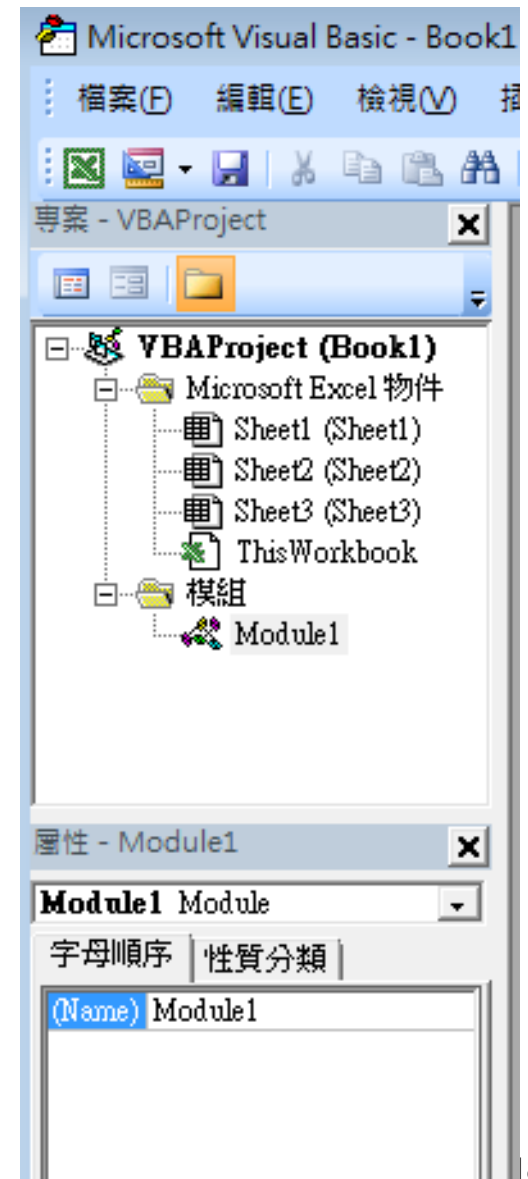 Microsoft Visual Basic - Book1
檔案(F) 編輯(E) 檢視(V)
專案 - VBAProject
VBAProject (Book1)
Microsoft Excel 物件
Sheet1 (Sheet1)
Sheet2 (Sheet2)
Sheet3 (Sheet3)
ThisWorkbook
模組
Module1
屬性 - Module1
Module1 Module
字母順序 性質分類
(Name) Module1